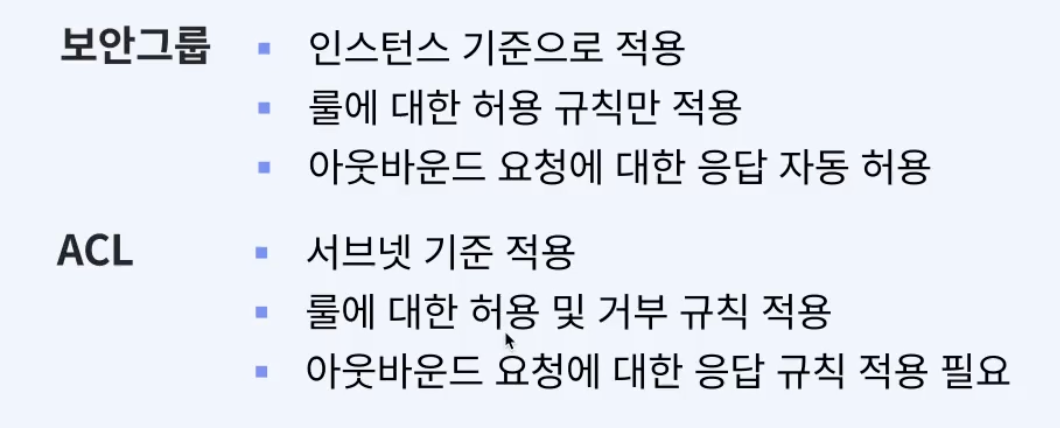 보안그룹 ▪ 인스턴스 기준으로 적용
▪ 룰에 대한 허용 규칙만 적용
▪ 아웃바운드 요청에 대한 응답 자동 허용
ACL ▪ 서브넷 기준 적용
▪ 룰에 대한 허용 및 거부 규칙 적용
▪ 아웃바운드 요청에 대한 응답 규칙 적용 필요